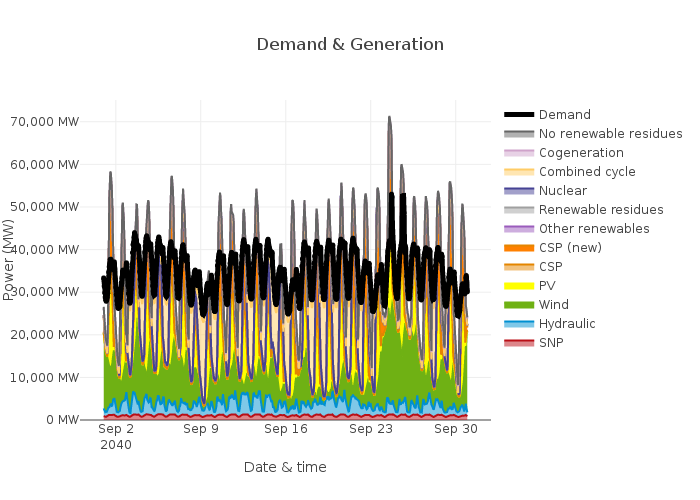 Demand & Generation
70,000 MW
60,000 MW
50,000 MW
40,000 MW
30,000 MW
20,000 MW
10,000 MW
0 MW
Power (MW)
Sep 2
2040
Sep 9
Sep 16
Sep 23
Sep 30
Date & time
Demand
No renewable residues
Cogeneration
Combined cycle
Nuclear
Renewable residues
Other renewables
CSP (new)
CSP
PV
Wind
Hydraulic
SNP